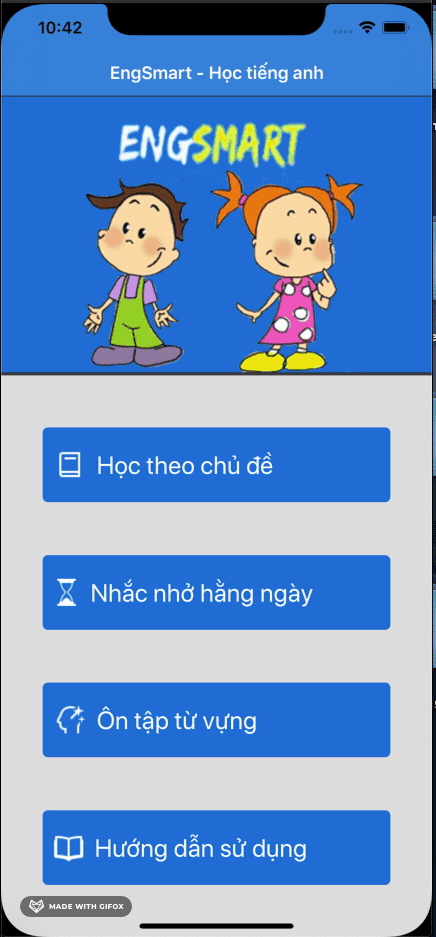 10:42
EngSmart - Học tiếng anh
ENGSMART
Học theo chủ đề
Nhắc nhở hằng ngày
Ôn tập từ vựng
Hướng dẫn sử dụng
MADE WITH GIFOX